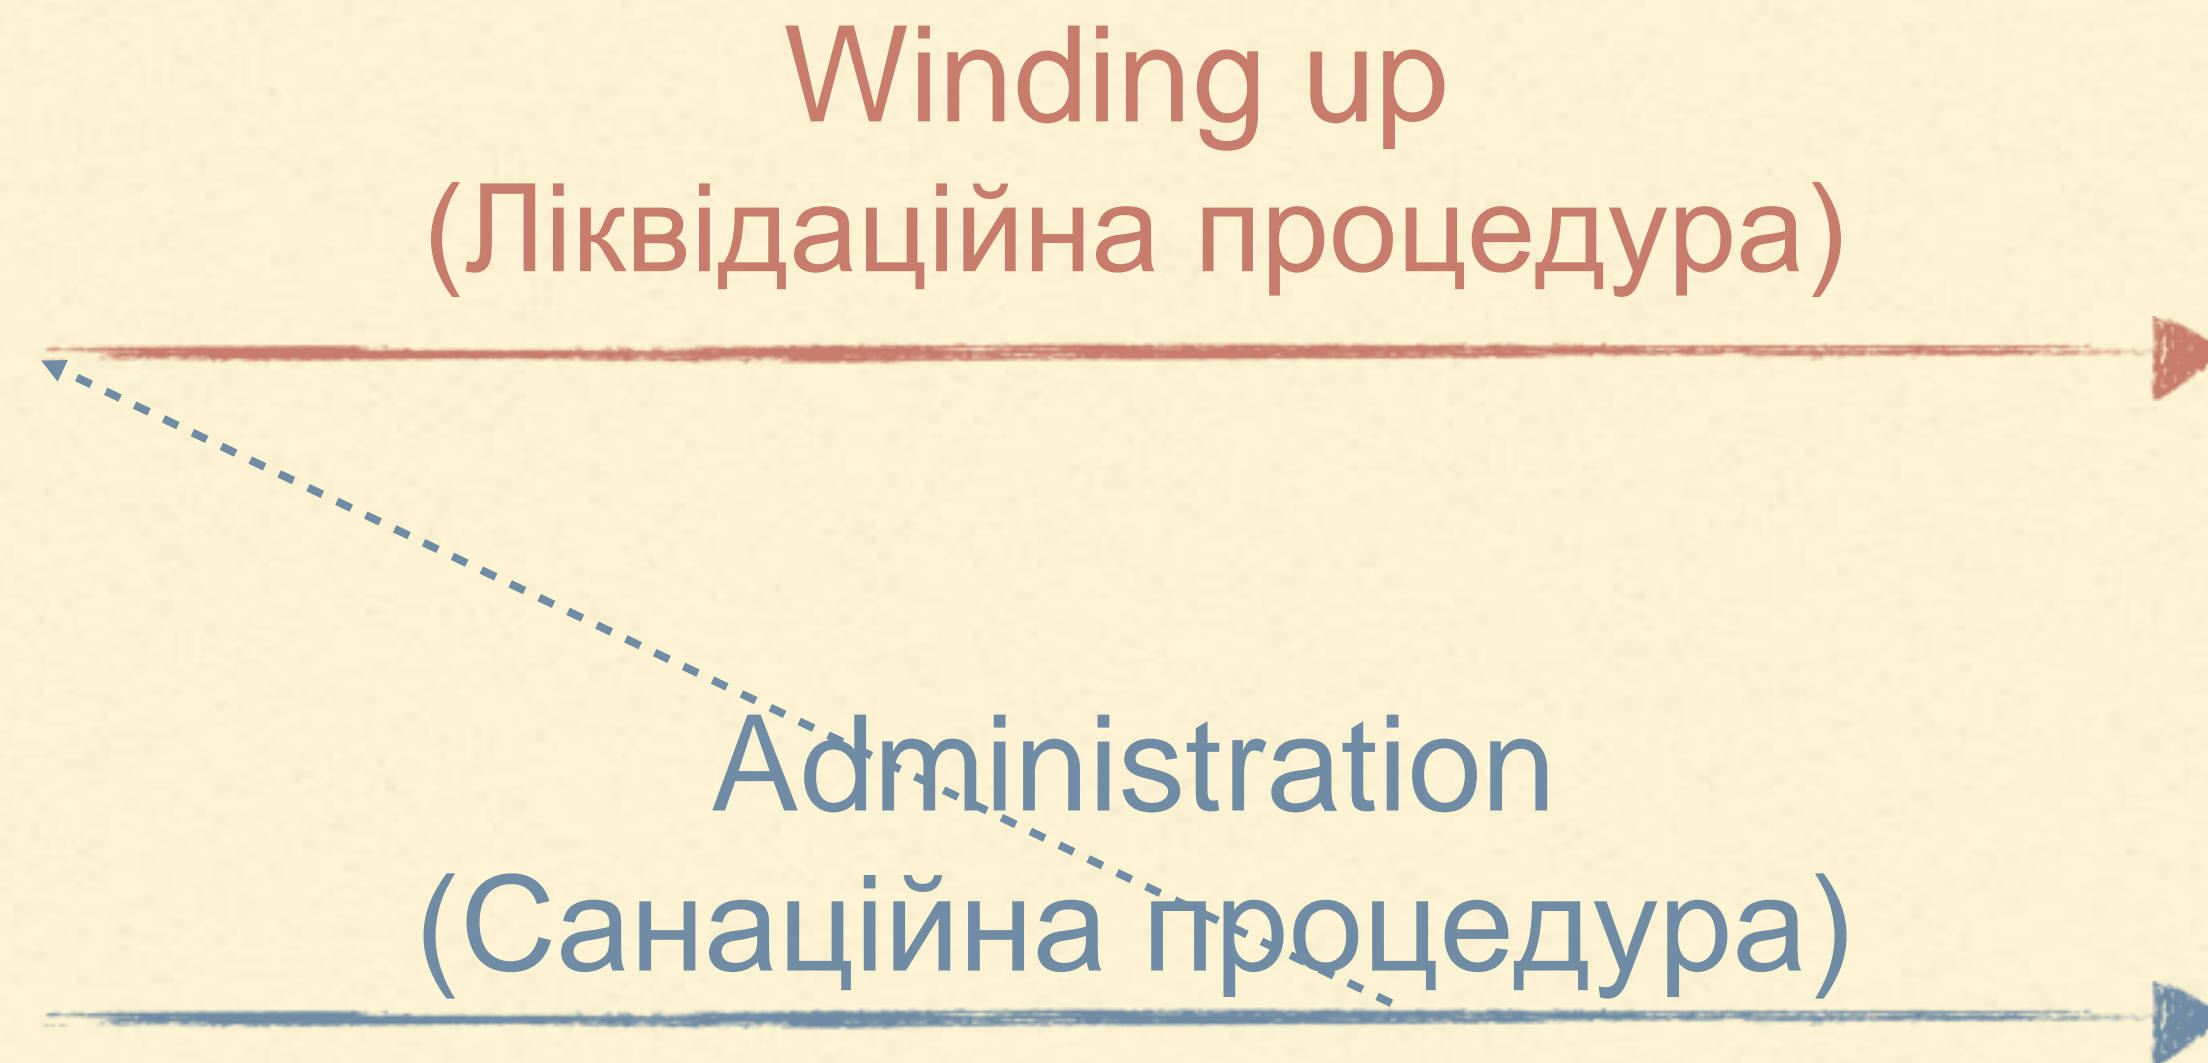 Winding up
(Ліквідаційна процедура)
Administration
(Санаційна процедура)